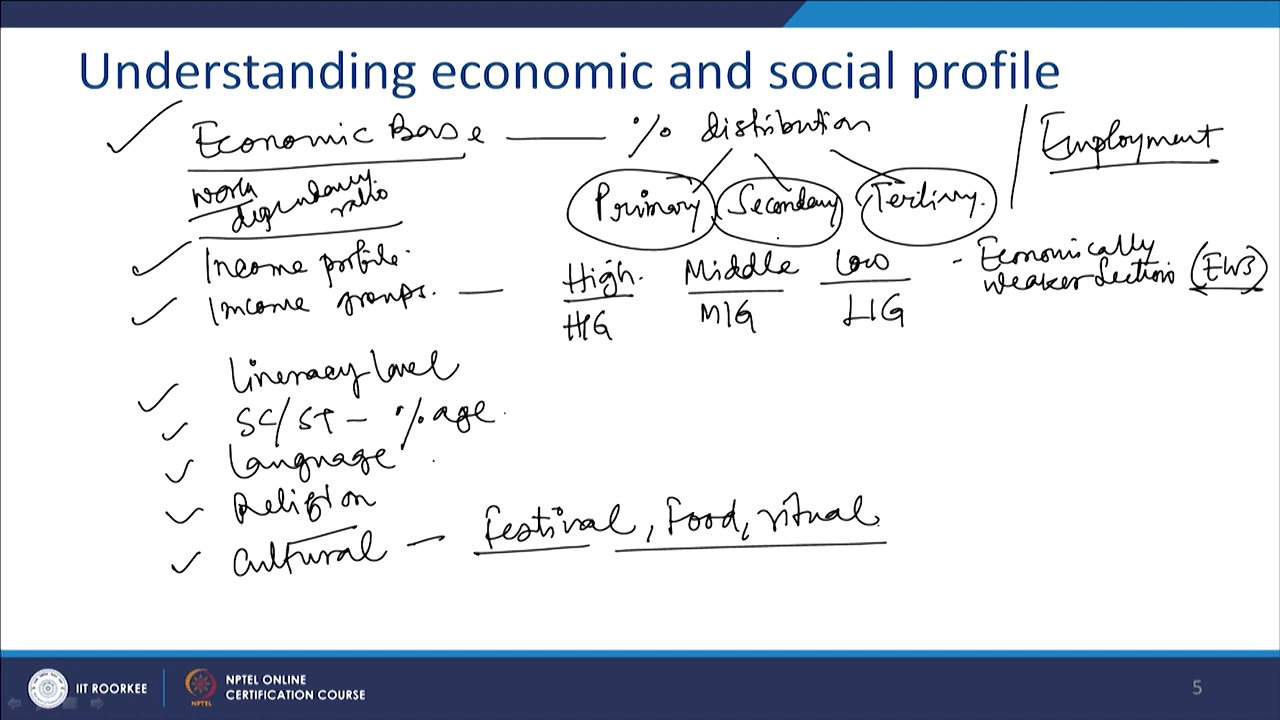 Understanding economic and social profile
Economic Base — % distribution / Employment
Work dependency ratio
Primary, Secondary Tertiary.
Income profile.
Income groups. — High. Middle Low - Economically weaker Sections (EWS)
HIG MIG LIG
Lineracy level
SC/ST - %age.
Language
Religion
Cultural - Festival, Food, ritual.
IIT ROORKEE
NPTEL
NPTEL ONLINE
CERTIFICATION COURSE
5